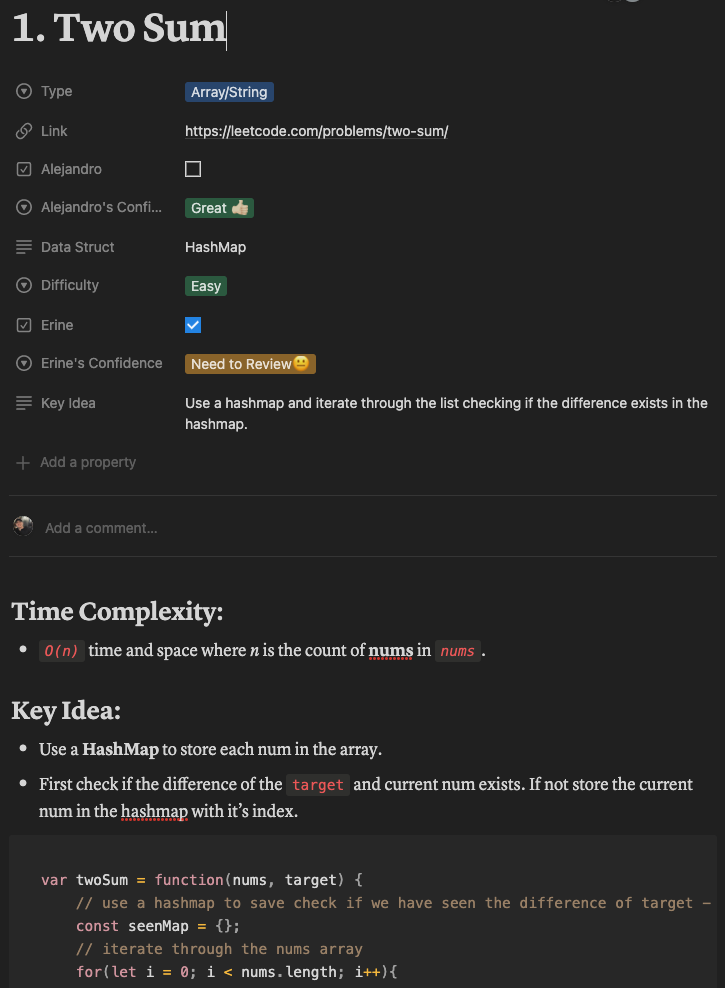 1. Two Sum
Type Array/String
Link https://leetcode.com/problems/two-sum/
Alejandro
Alejandro's Confi... Great 👍🏼
Data Struct HashMap
Difficulty Easy
Erine
Erine's Confidence Need to Review😐
Key Idea Use a hashmap and iterate through the list checking if the difference exists in the
hashmap.
Add a property
Add a comment...
Time Complexity:
• O(n) time and space where n is the count of nums in nums .
Key Idea:
• Use a HashMap to store each num in the array.
• First check if the difference of the target and current num exists. If not store the current
num in the hashmap with it's index.
var twoSum = function(nums, target) {
// use a hashmap to save check if we have seen the difference of target -
const seenMap = {};
// iterate through the nums array
for(let i = 0; i < nums.length; i++){